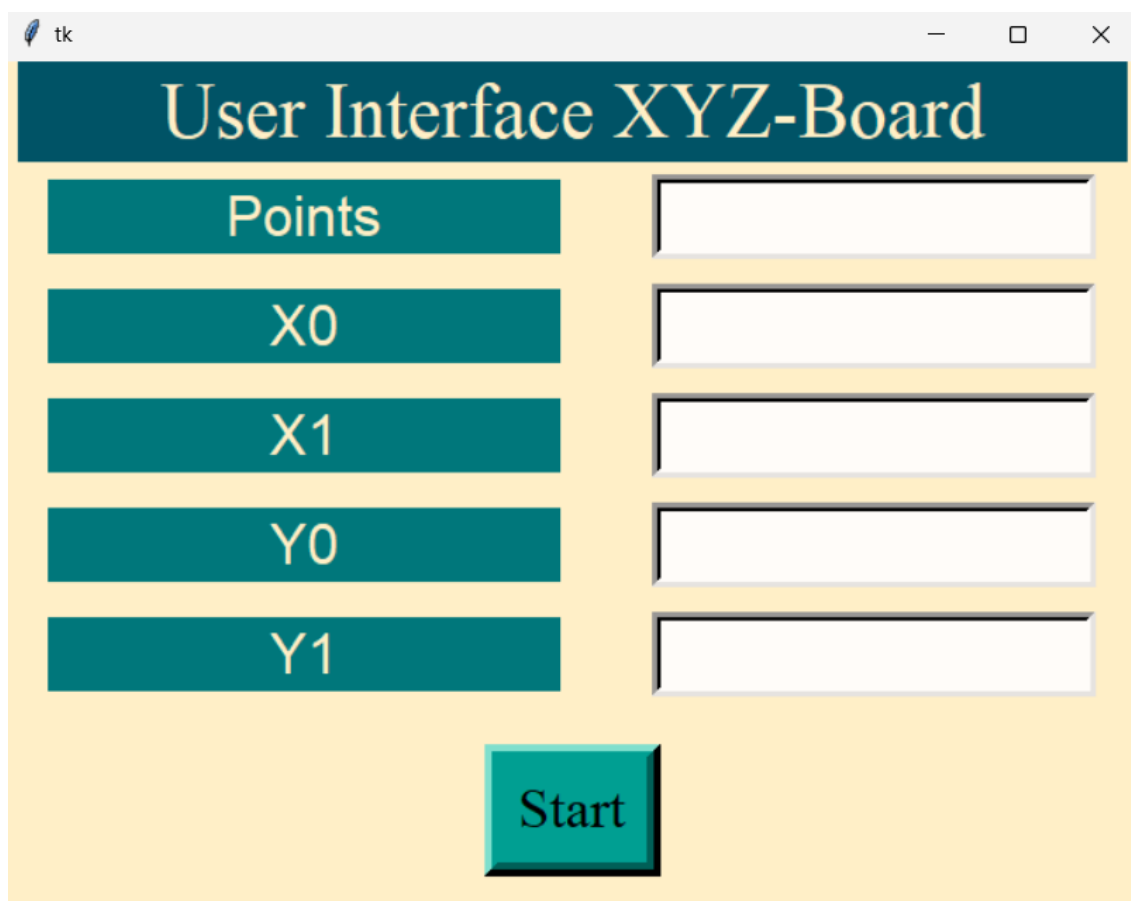 tk
User Interface XYZ-Board
Points
X0
X1
Y0
Y1
Start